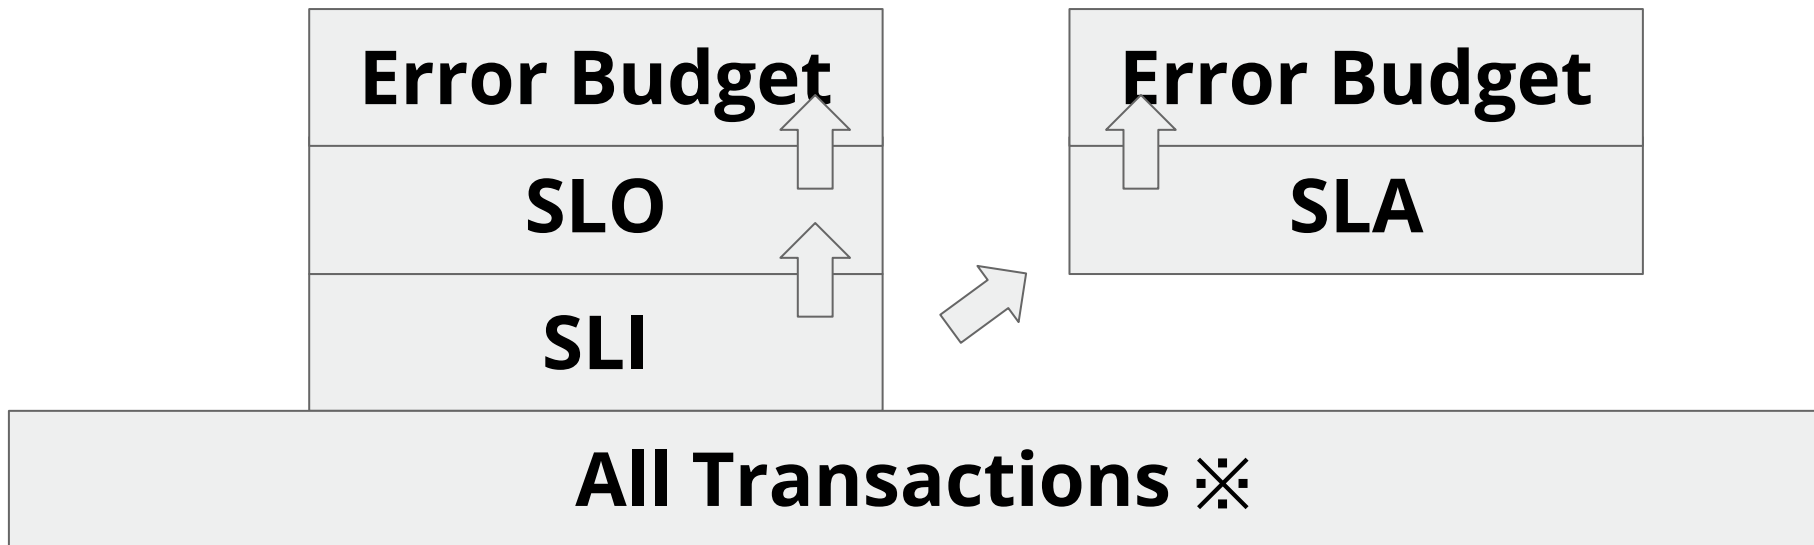 Error Budget
Error Budget
SLO
SLA
SLI
All Transactions ※